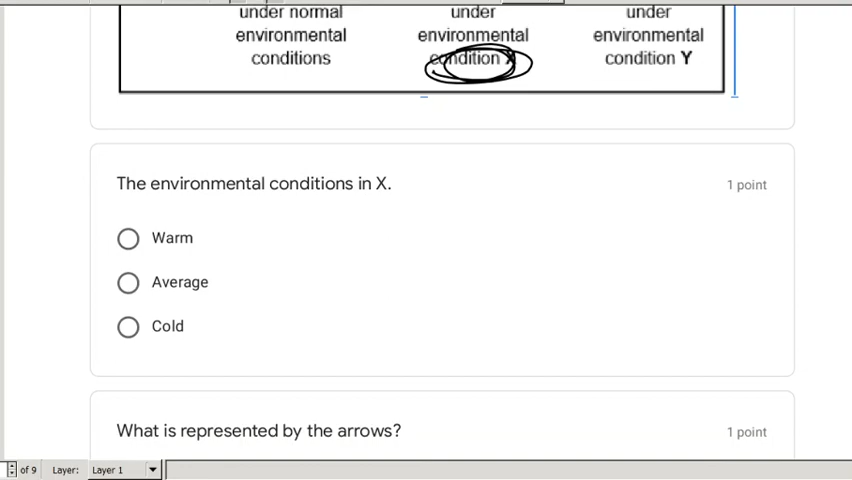 under normal under under
environmental environmental environmental
conditions condition X condition Y
The environmental conditions in X. 1 point
Warm
Average
Cold
What is represented by the arrows? 1 point
of 9 Layer: Layer 1